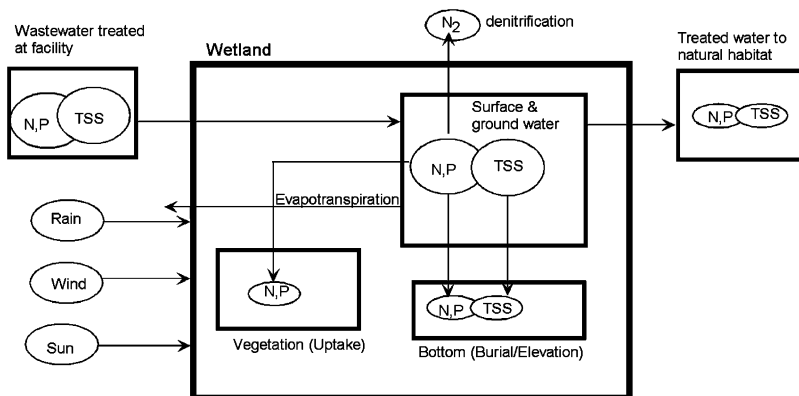 Wastewater treated
at facility
N,P
TSS
Wetland
N2
denitrification
Treated water to
natural habitat
N,P
TSS
Surface &
ground water
N,P
TSS
Evapotranspiration
Rain
Wind
Sun
N,P
Vegetation (Uptake)
N,P
TSS
Bottom (Burial/Elevation)